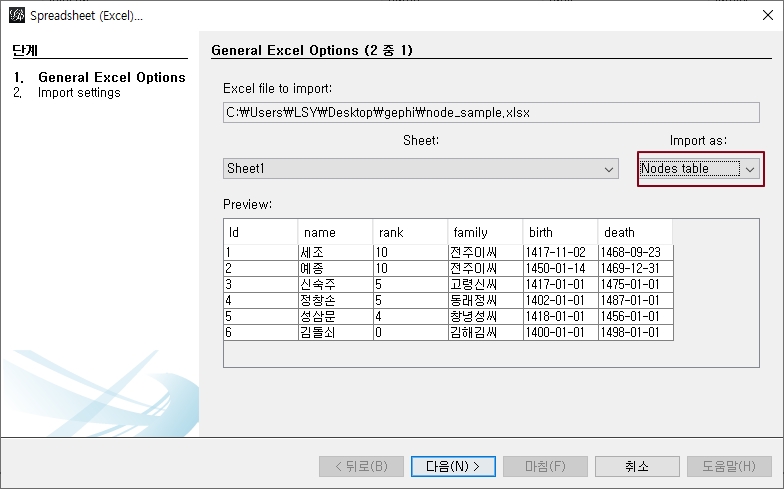 Spreadsheet (Excel)...
단계
1. General Excel Options
2. Import settings
General Excel Options (2 중 1)
Excel file to import:
C:₩Users₩LSY₩Desktop₩gephi₩node_sample.xlsx
Sheet: Import as:
Sheet1 Nodes table
Preview:
Id name rank family birth death
1 세조 10 전주이씨 1417-11-02 1468-09-23
2 예종 10 전주이씨 1450-01-14 1469-12-31
3 신숙주 5 고령신씨 1417-01-01 1475-01-01
4 정창손 5 동래정씨 1402-01-01 1487-01-01
5 성삼문 4 창녕성씨 1418-01-01 1456-01-01
6 김돌쇠 0 김해김씨 1400-01-01 1498-01-01
< 뒤로(B) 다음(N) > 마침(F) 취소 도움말(H)